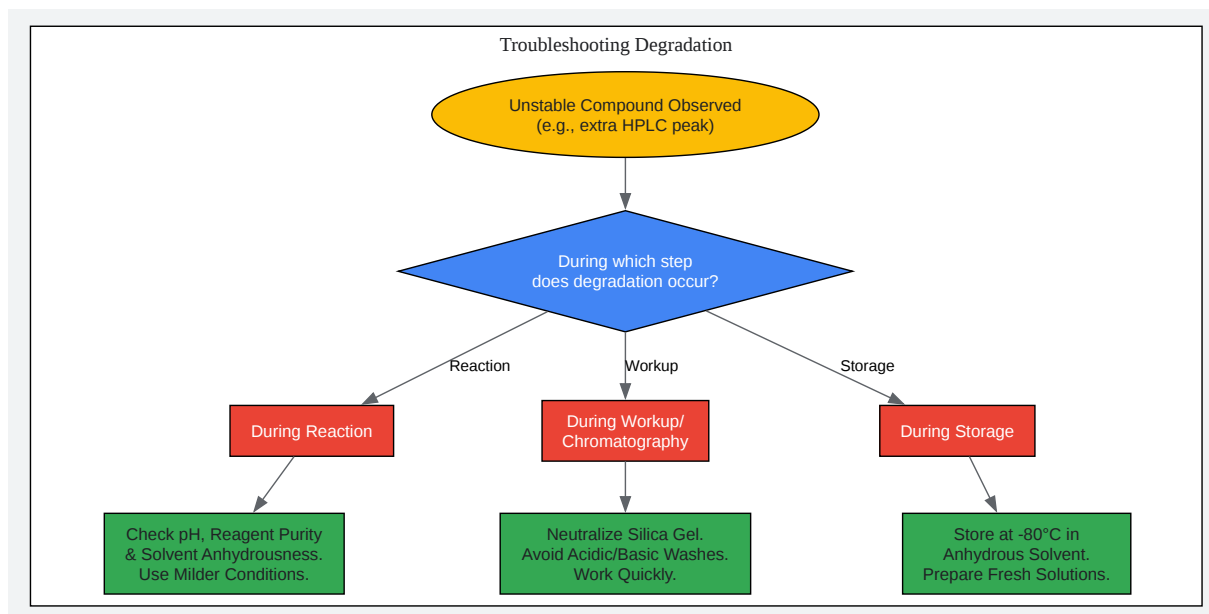 Troubleshooting Degradation
Unstable Compound Observed
(e.g., extra HPLC peak)
During which step
does degradation occur?
Reaction
Workup
Storage
During Reaction
During Workup/
Chromatography
During Storage
Check pH, Reagent Purity
& Solvent Anhydrousness.
Use Milder Conditions.
Neutralize Silica Gel.
Avoid Acidic/Basic Washes.
Work Quickly.
Store at -80°C in
Anhydrous Solvent.
Prepare Fresh Solutions.